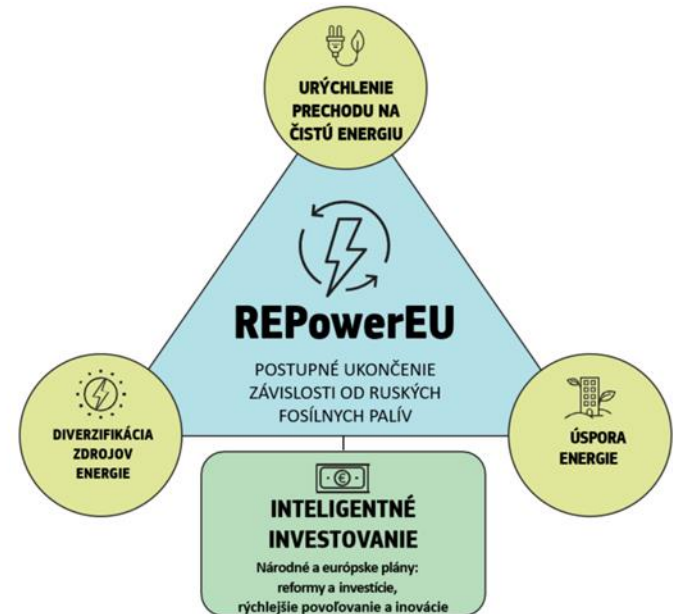 URÝCHLENIE
PRECHODU NA
ČISTÚ ENERGIU
REPowerEU
POSTUPNÉ UKONČENIE
ZÁVISLOSTI OD RUSKÝCH
FOSÍLNYCH PALÍV
DIVERZIFIKÁCIA
ZDROJOV
ENERGIE
ÚSPORA
ENERGIE
€
INTELIGENTNÉ
INVESTOVANIE
Národné a európske plány:
reformy a investície,
rýchlejšie povoľovanie a inovácie